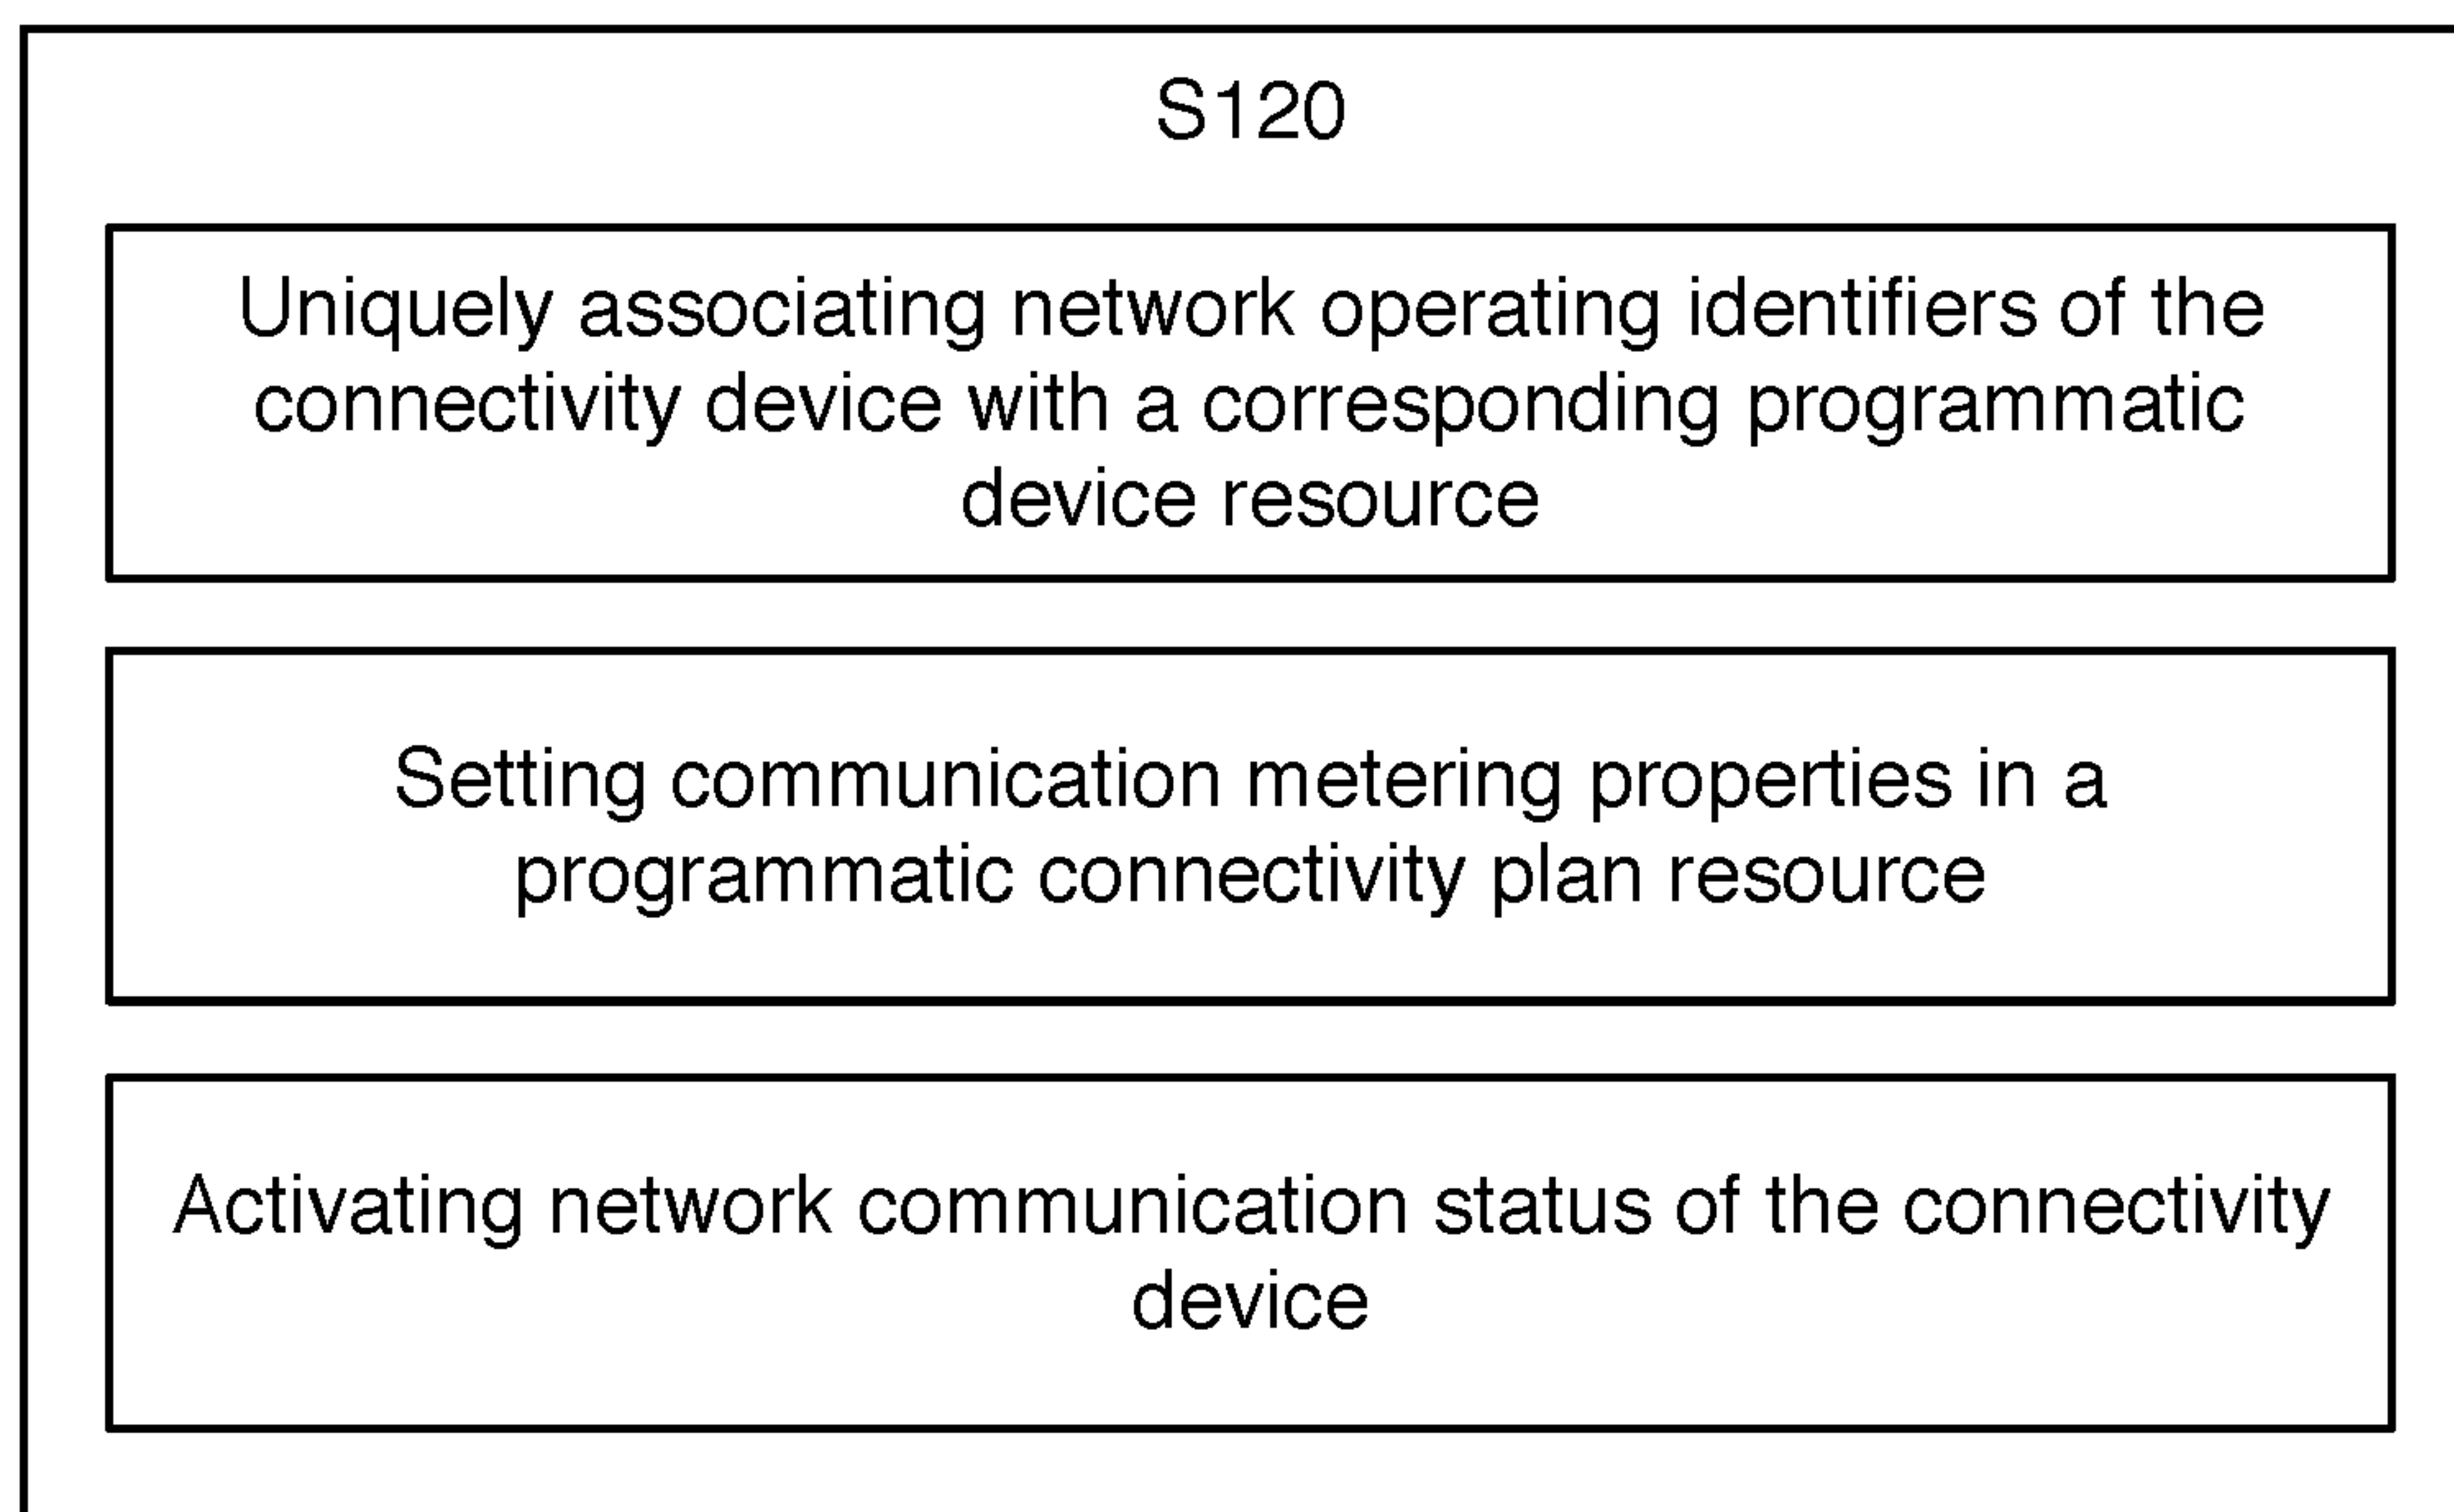 S120
Uniquely associating network operating identifiers of the
connectivity device with a corresponding programmatic
device resource
Setting communication metering properties in a
programmatic connectivity plan resource
Activating network communication status of the connectivity
device